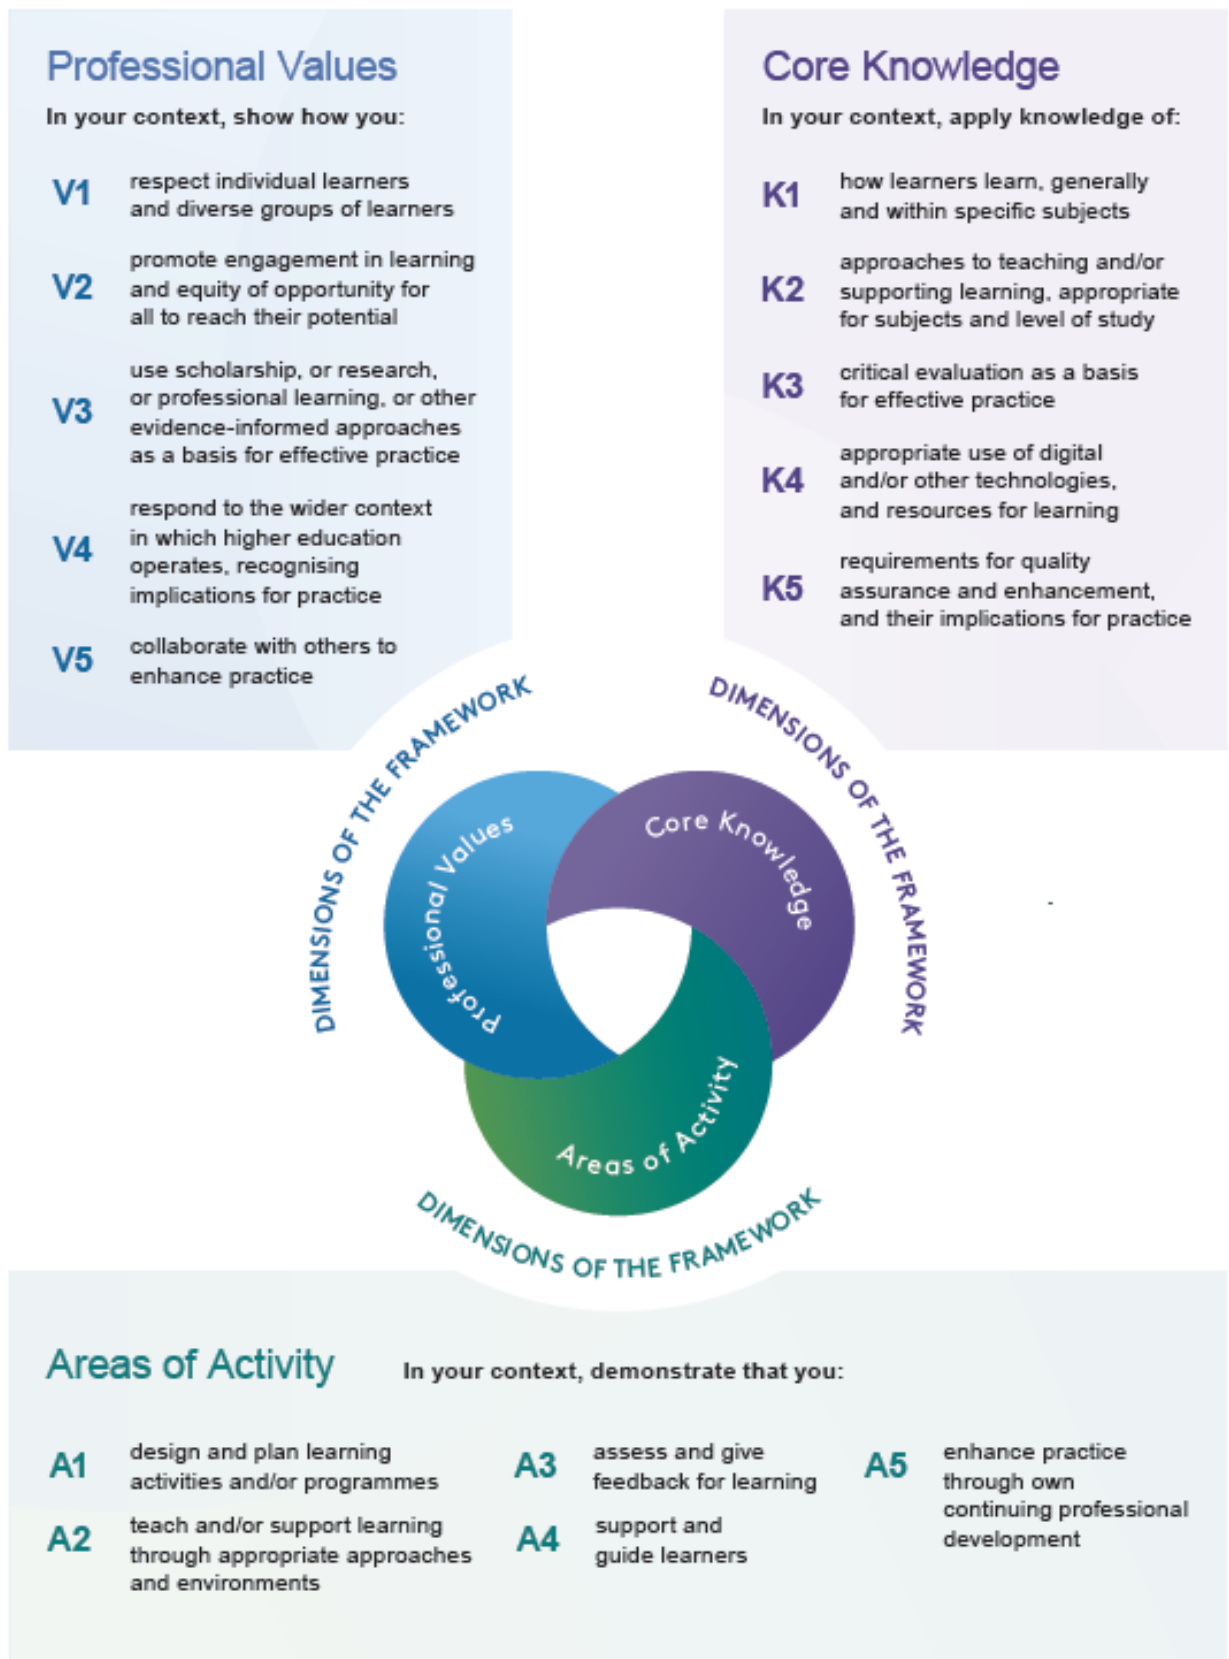 Professional Values
In your context, show how you:
V1
respect individual learners
and diverse groups of learners
V2
promote engagement in learning
and equity of opportunity for
all to reach their potential
V3
use scholarship, or research,
or professional learning, or other
evidence-informed approaches
as a basis for effective practice
V4
respond to the wider context
in which higher education
operates, recognising
implications for practice
V5
collaborate with others to
enhance practice
Core Knowledge
In your context, apply knowledge of:
K1
how learners learn, generally
and within specific subjects
K2
approaches to teaching and/or
supporting learning, appropriate
for subjects and level of study
K3
critical evaluation as a basis
for effective practice
K4
appropriate use of digital
and/or other technologies,
and resources for learning
K5
requirements for quality
assurance and enhancement,
and their implications for practice
DIMENSIONS OF THE FRAMEWORK
DIMENSIONS OF THE FRAMEWORK
Professional Values
Core Knowledge
Areas of Activity
DIMENSIONS OF THE FRAMEWORK
Areas of Activity
In your context, demonstrate that you:
A1
design and plan learning
activities and/or programmes
A2
teach and/or support learning
through appropriate approaches
and environments
A3
assess and give
feedback for learning
A4
support and
guide learners
A5
enhance practice
through own
continuing professional
development